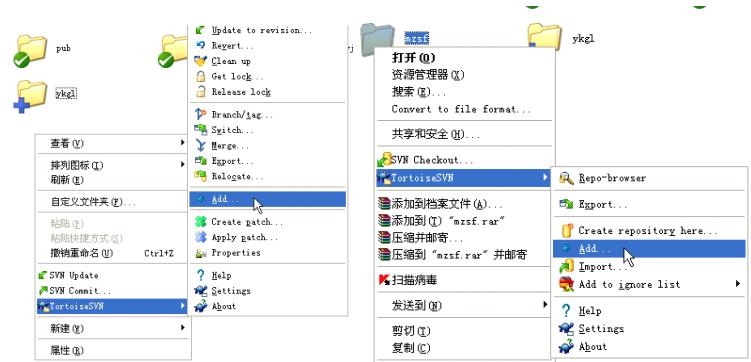 pub
ykgl
查看(V)
排列图标(I)
刷新(E)
自定义文件夹(F)...
粘贴(P)
粘贴快捷方式(S)
撤销重命名(U) Ctrl+Z
SVN Update
SVN Commit...
TortoiseSVN
新建(W)
属性(R)
Update to revision...
Revert...
Clean up
Get lock...
Release lock
Branch/tag...
Switch...
Merge...
Export...
Relocate...
Add...
Create patch...
Apply patch...
Properties
Help
Settings
About
mzsf
ykgl
打开(O)
资源管理器(X)
搜索(E)...
Convert to file format...
共享和安全(H)...
SVN Checkout...
TortoiseSVN
添加到档案文件(A)...
添加到(T) "mzsf.rar"
压缩并邮寄...
压缩到 "mzsf.rar" 并邮寄
扫描病毒
发送到(N)
剪切(T)
复制(C)
Repo-browser
Export...
Create repository here...
Add...
Import...
Add to ignore list
Help
Settings
About